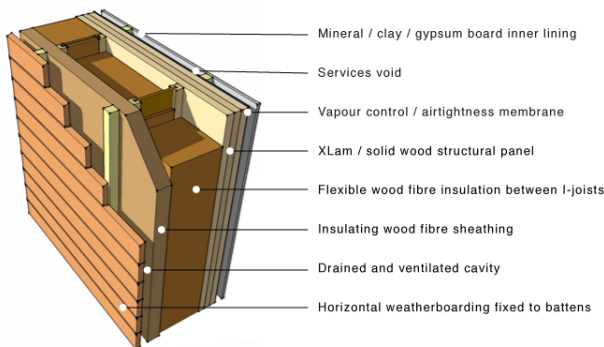 Mineral / clay / gypsum board inner lining
Services void
Vapour control / airtightness membrane
XLam / solid wood structural panel
Flexible wood fibre insulation between I-joists
Insulating wood fibre sheathing
Drained and ventilated cavity
Horizontal weatherboarding fixed to battens